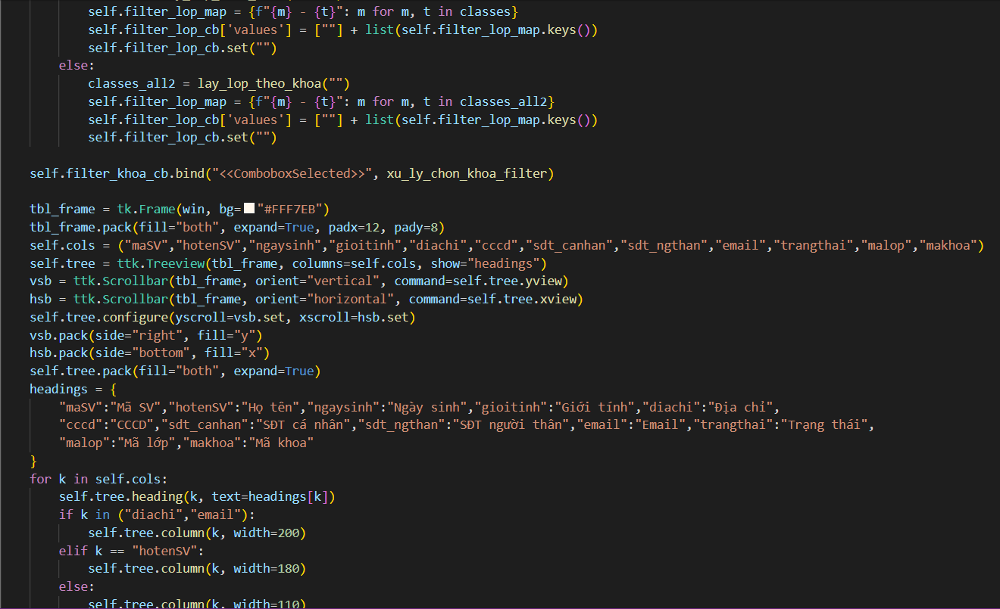 self.filter_lop_map = {f"{m} - {t}": m for m, t in classes}
self.filter_lop_cb['values'] = [""] + list(self.filter_lop_map.keys())
self.filter_lop_cb.set("")
else:
classes_all2 = lay_lop_theo_khoa("")
self.filter_lop_map = {f"{m} - {t}": m for m, t in classes_all2}
self.filter_lop_cb['values'] = [""] + list(self.filter_lop_map.keys())
self.filter_lop_cb.set("")
self.filter_khoa_cb.bind("<<ComboboxSelected>>", xu_ly_chon_khoa_filter)
tbl_frame = tk.Frame(win, bg="#FFF7EB")
tbl_frame.pack(fill="both", expand=True, padx=12, pady=8)
self.cols = ("maSV","hotenSV","ngaysinh","gioitinh","diachi","cccd","sdt_canhan","sdt_ngthan","email","trangthai","malop","makhoa")
self.tree = ttk.Treeview(tbl_frame, columns=self.cols, show="headings")
vsb = ttk.Scrollbar(tbl_frame, orient="vertical", command=self.tree.yview)
hsb = ttk.Scrollbar(tbl_frame, orient="horizontal", command=self.tree.xview)
self.tree.configure(yscroll=vsb.set, xscroll=hsb.set)
vsb.pack(side="right", fill="y")
hsb.pack(side="bottom", fill="x")
self.tree.pack(fill="both", expand=True)
headings = {
"maSV":"Mã SV","hotenSV":"Họ tên","ngaysinh":"Ngày sinh","gioitinh":"Giới tính","diachi":"Địa chỉ",
"cccd":"CCCD","sdt_canhan":"SĐT cá nhân","sdt_ngthan":"SĐT người thân","email":"Email","trangthai":"Trạng thái",
"malop":"Mã lớp","makhoa":"Mã khoa"
}
for k in self.cols:
self.tree.heading(k, text=headings[k])
if k in ("diachi","email"):
self.tree.column(k, width=200)
elif k == "hotenSV":
self.tree.column(k, width=180)
else:
self.tree.column(k, width=110)